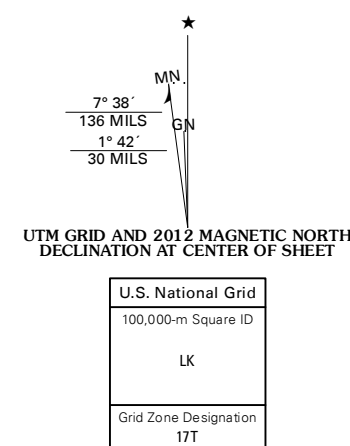 ★
MN
7° 38´
136 MILS
GN
1° 42´
30 MILS
UTM GRID AND 2012 MAGNETIC NORTH
DECLINATION AT CENTER OF SHEET
U.S. National Grid
100,000-m Square ID
LK
Grid Zone Designation
17T